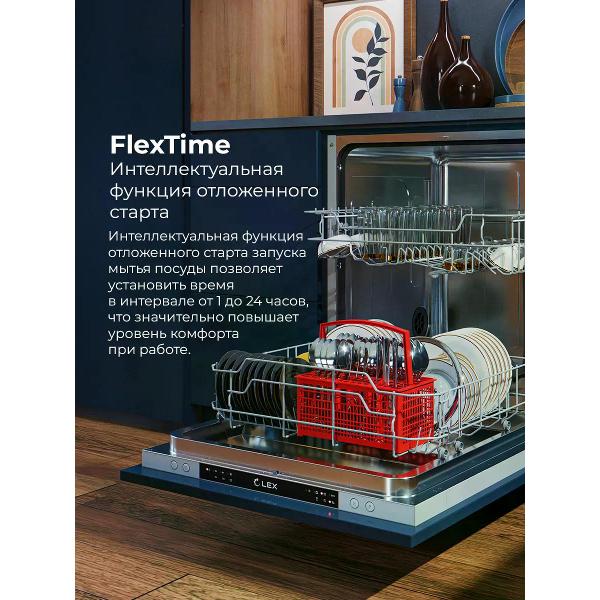 FlexTime
Интеллектуальная
функция отложенного
старта
Интеллектуальная функция
отложенного старта запуска
мытья посуды позволяет
установить время
в интервале от 1 до 24 часов,
что значительно повышает
уровень комфорта
при работе.
LEX